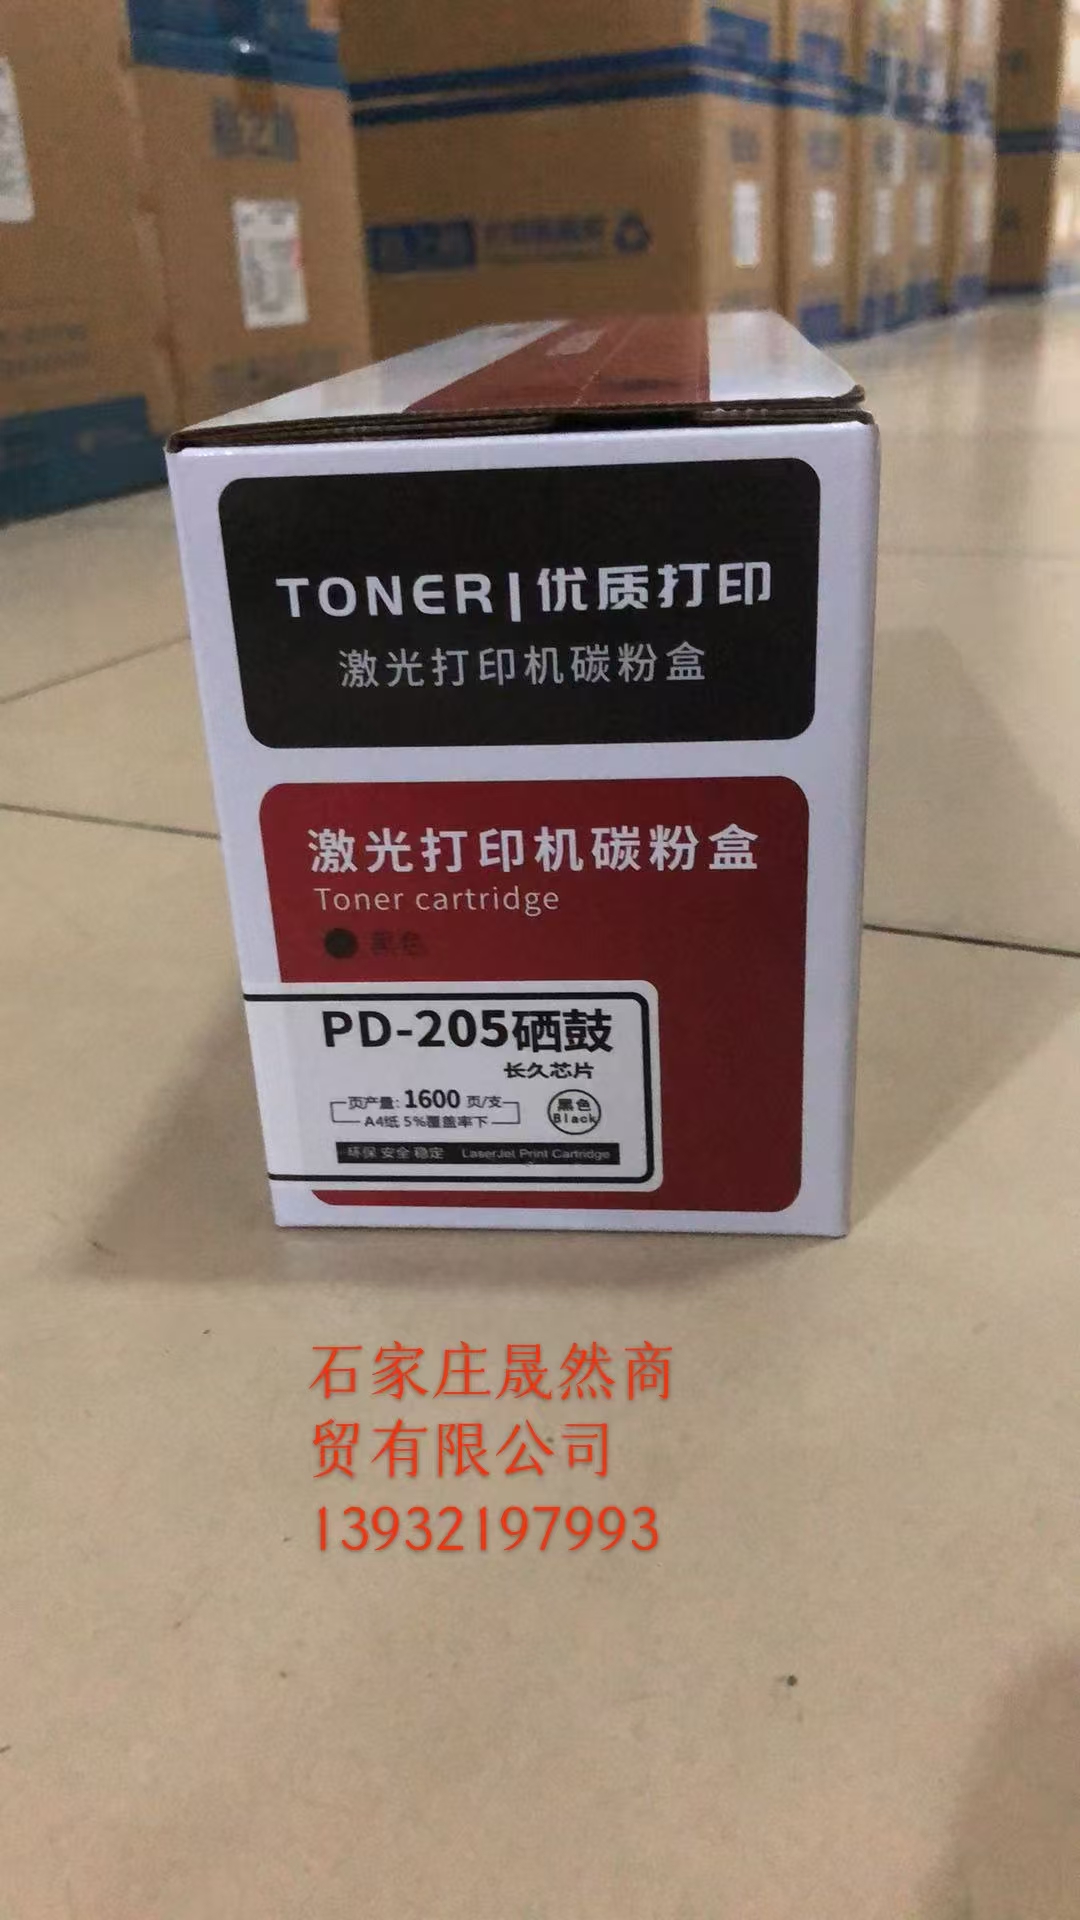 TONER|优质打印
激光打印机碳粉盒
激光打印机碳粉盒
Toner cartridge
黑色
PD-205硒鼓
长久芯片
页产量:1600 页/支
A4纸 5%覆盖率下
黑色
Black
环保 安全 稳定 LaserJet Print Cartridge
石家庄晟然商
贸有限公司
13932197993